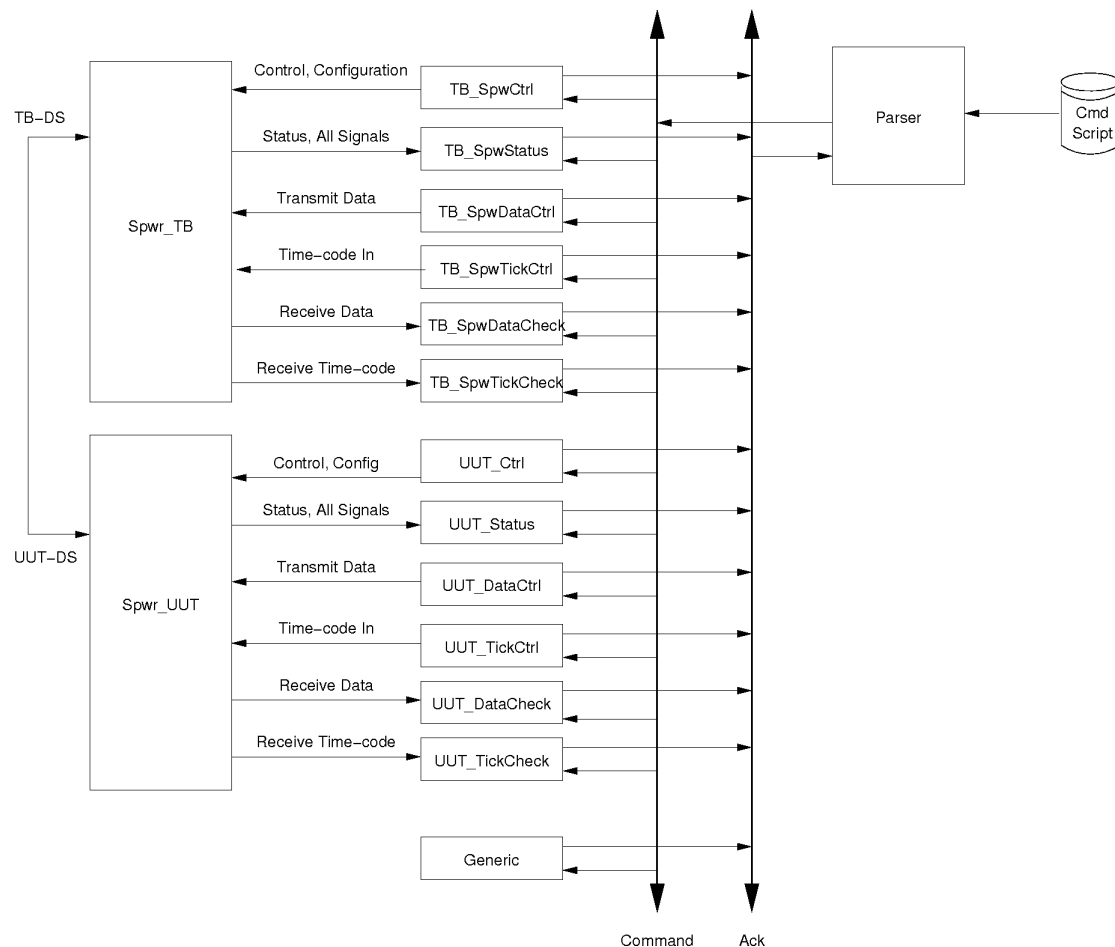 Control, Configuration
TB_SpwCtrl
Parser
Cmd
Script
TB-DS
Status, All Signals
TB_SpwStatus
Transmit Data
TB_SpwDataCtrl
Spwr_TB
Time-code In
TB_SpwTickCtrl
Receive Data
TB_SpwDataCheck
Receive Time-code
TB_SpwTickCheck
Control, Config
UUT_Ctrl
Status, All Signals
UUT_Status
UUT-DS
Transmit Data
UUT_DataCtrl
Spwr_UUT
Time-code In
UUT_TickCtrl
Receive Data
UUT_DataCheck
Receive Time-code
UUT_TickCheck
Generic
Command
Ack